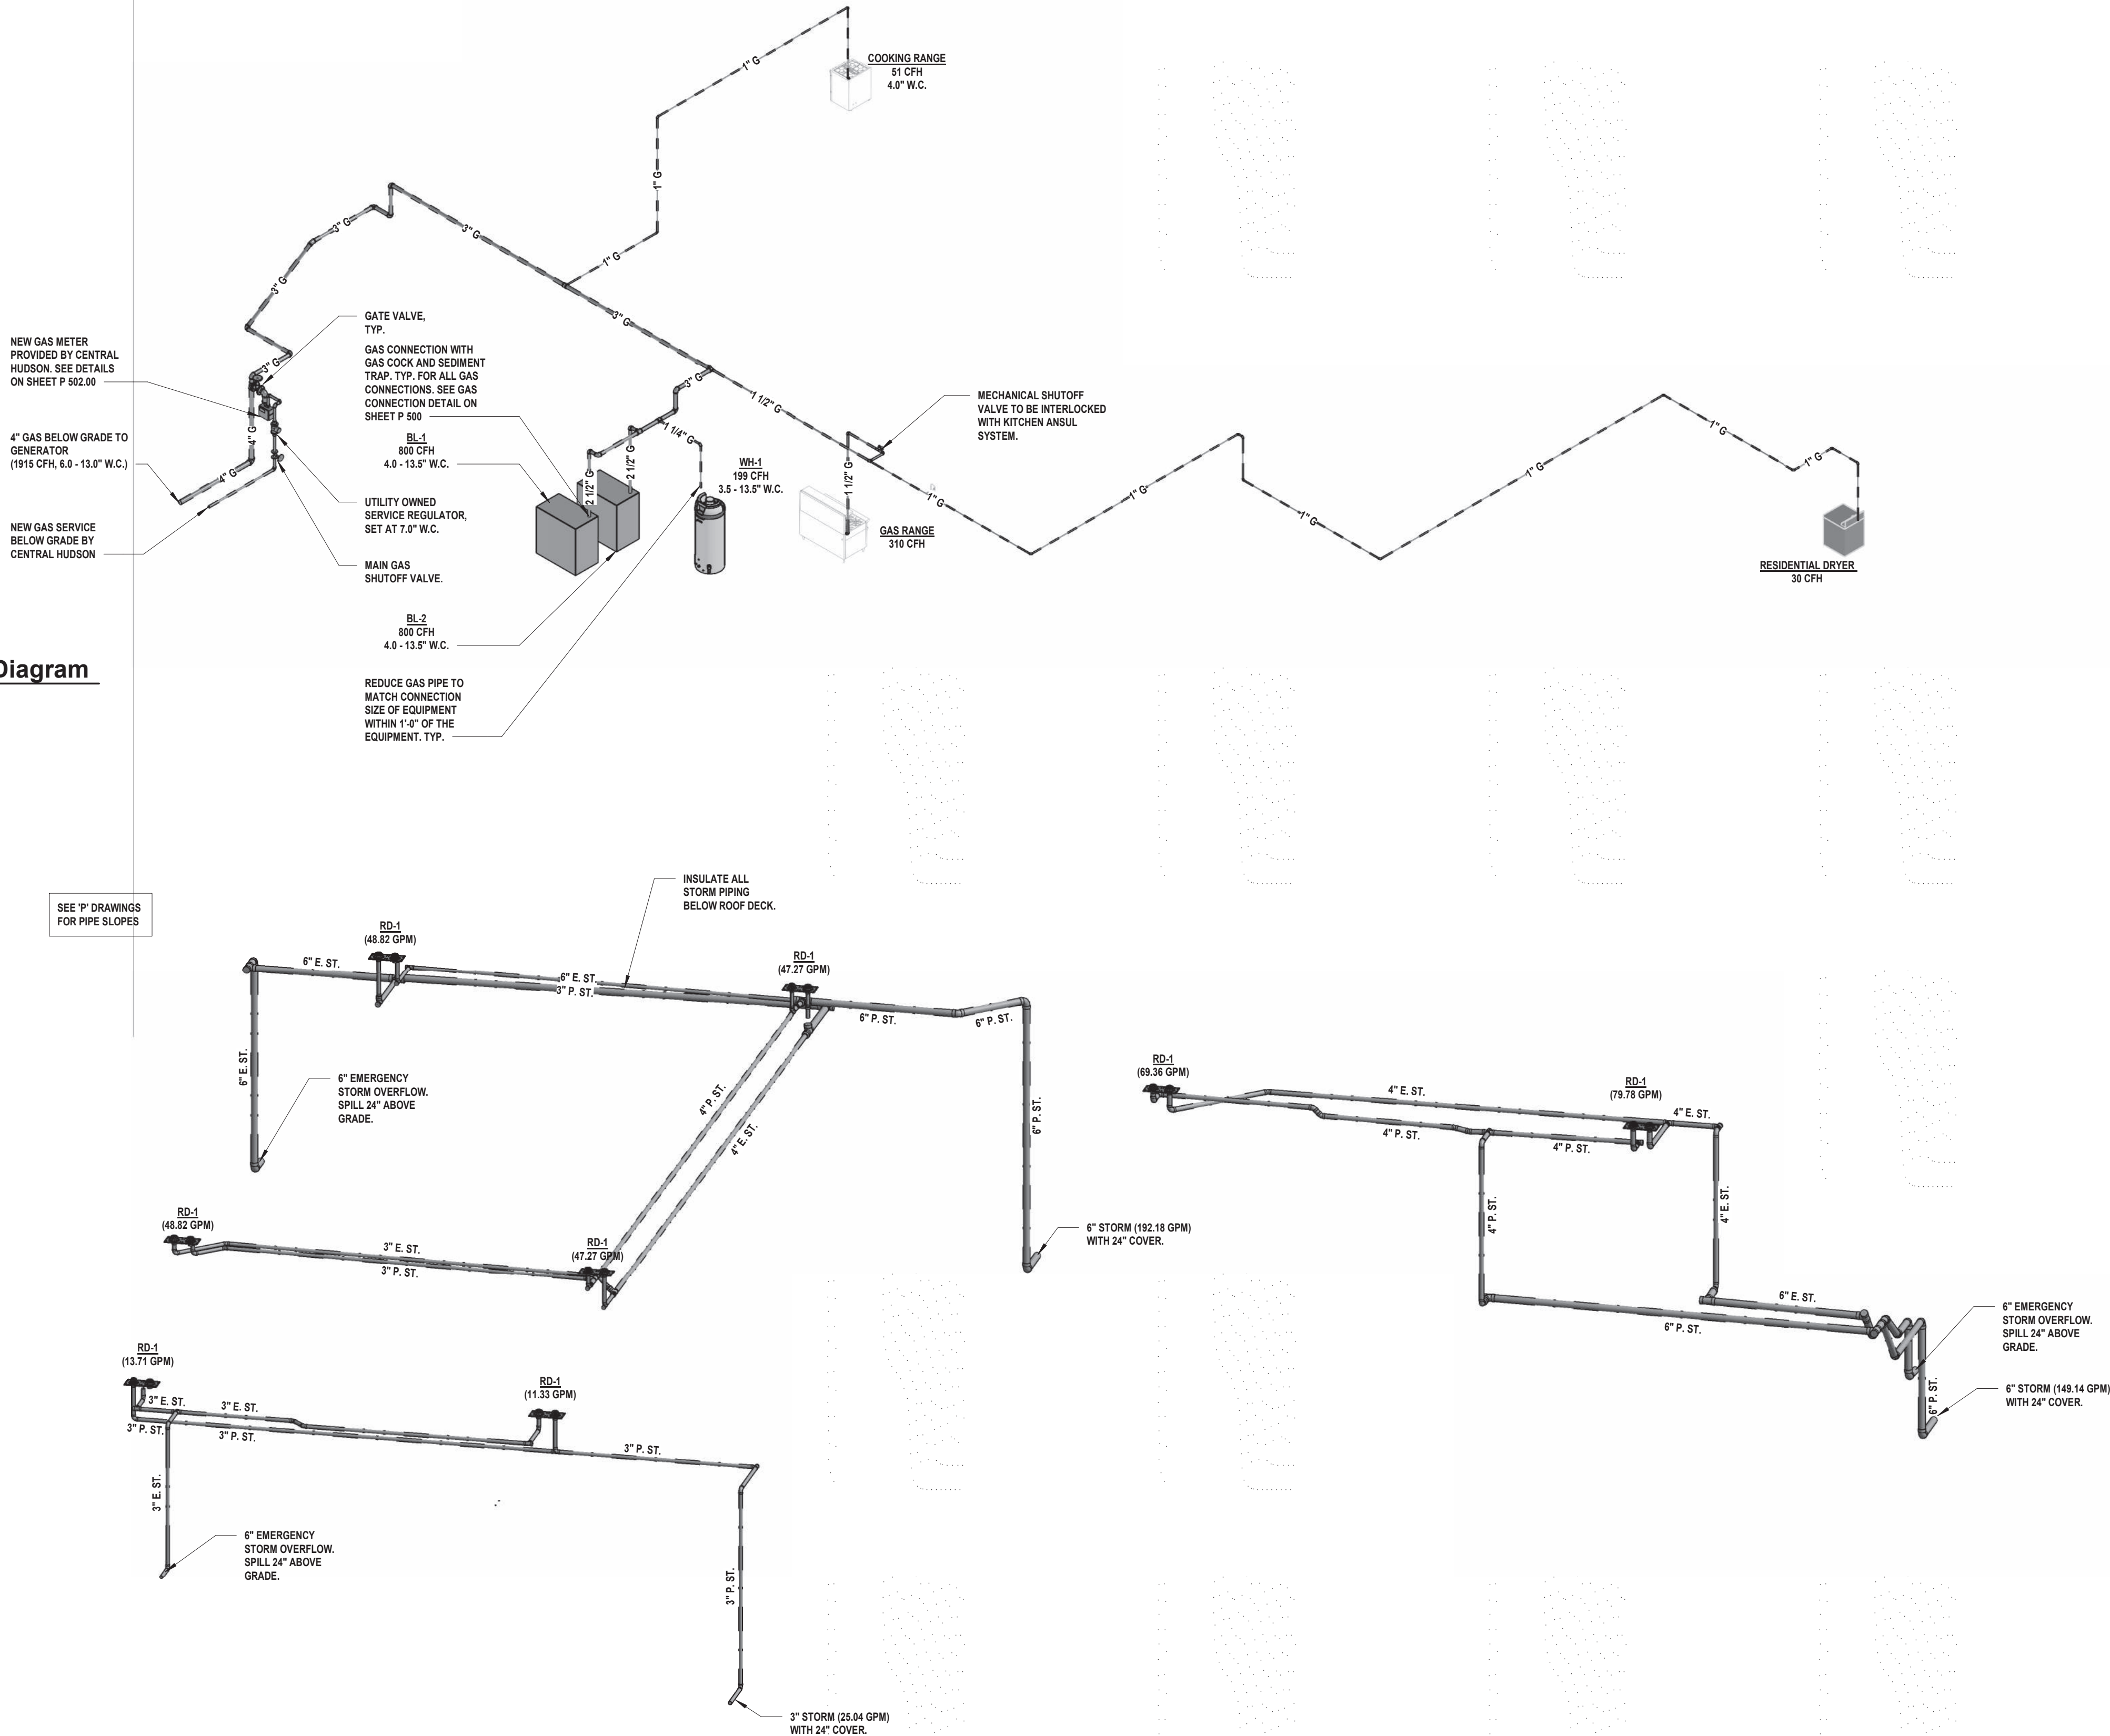 1" G
COOKING RANGE
51 CFH
4.0" W.C.
1" G
1" G
3" G
3" G
3" G
3" G
3" G
3" G
1 1/2" G
NEW GAS METER
PROVIDED BY CENTRAL
HUDSON. SEE DETAILS
ON SHEET P 502.00
GATE VALVE,
TYP.
GAS CONNECTION WITH
GAS COCK AND SEDIMENT
TRAP. TYP. FOR ALL GAS
CONNECTIONS. SEE GAS
CONNECTION DETAIL ON
SHEET P 500
MECHANICAL SHUTOFF
VALVE TO BE INTERLOCKED
WITH KITCHEN ANSUL
SYSTEM.
4" GAS BELOW GRADE TO
GENERATOR
(1915 CFH, 6.0 - 13.0" W.C.)
4" G
4" G
BL-1
800 CFH
4.0 - 13.5" W.C.
1 1/4" G
2 1/2" G
2 1/2" G
WH-1
199 CFH
3.5 - 13.5" W.C.
1 1/2" G
1" G
1" G
1" G
1" G
1" G
1" G
NEW GAS SERVICE
BELOW GRADE BY
CENTRAL HUDSON
UTILITY OWNED
SERVICE REGULATOR,
SET AT 7.0" W.C.
GAS RANGE
310 CFH
MAIN GAS
SHUTOFF VALVE.
RESIDENTIAL DRYER
30 CFH
BL-2
800 CFH
4.0 - 13.5" W.C.
Diagram
REDUCE GAS PIPE TO
MATCH CONNECTION
SIZE OF EQUIPMENT
WITHIN 1'-0" OF THE
EQUIPMENT. TYP.
SEE 'P' DRAWINGS
FOR PIPE SLOPES
INSULATE ALL
STORM PIPING
BELOW ROOF DECK.
RD-1
(48.82 GPM)
RD-1
(47.27 GPM)
6" E. ST.
6" E. ST.
3" P. ST.
6" P. ST.
6" P. ST.
6" E. ST.
6" EMERGENCY
STORM OVERFLOW.
SPILL 24" ABOVE
GRADE.
4" P. ST.
4" E. ST.
6" P. ST.
RD-1
(48.82 GPM)
3" E. ST.
3" P. ST.
RD-1
(47.27 GPM)
6" STORM (192.18 GPM)
WITH 24" COVER.
RD-1
(69.36 GPM)
4" E. ST.
RD-1
(79.78 GPM)
4" E. ST.
4" P. ST.
4" P. ST.
4" P. ST.
4" E. ST.
6" E. ST.
6" P. ST.
6" EMERGENCY
STORM OVERFLOW.
SPILL 24" ABOVE
GRADE.
6" P. ST.
6" STORM (149.14 GPM)
WITH 24" COVER.
RD-1
(13.71 GPM)
RD-1
(11.33 GPM)
3" E. ST.
3" E. ST.
3" P. ST.
3" P. ST.
3" P. ST.
3" E. ST.
6" EMERGENCY
STORM OVERFLOW.
SPILL 24" ABOVE
GRADE.
3" P. ST.
3" STORM (25.04 GPM)
WITH 24" COVER.